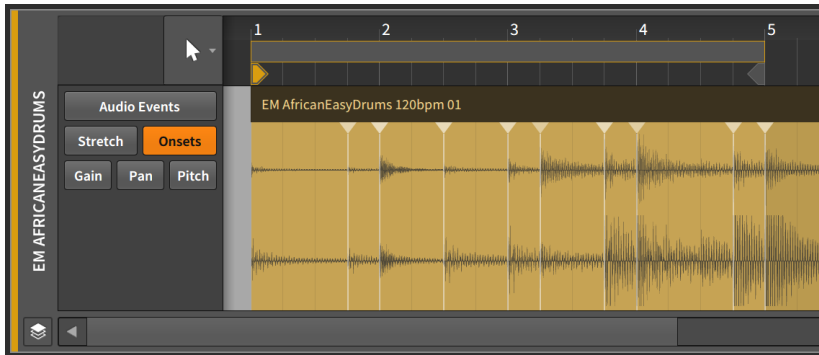 1 2 3 4 5
EM AFRICANEASYDRUMS
Audio Events
EM AfricanEasyDrums 120bpm 01
Stretch Onsets
Gain Pan Pitch